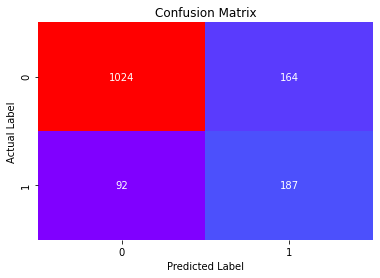 Confusion Matrix
Actual Label
0
1024
164
1
92
187
0
1
Predicted Label